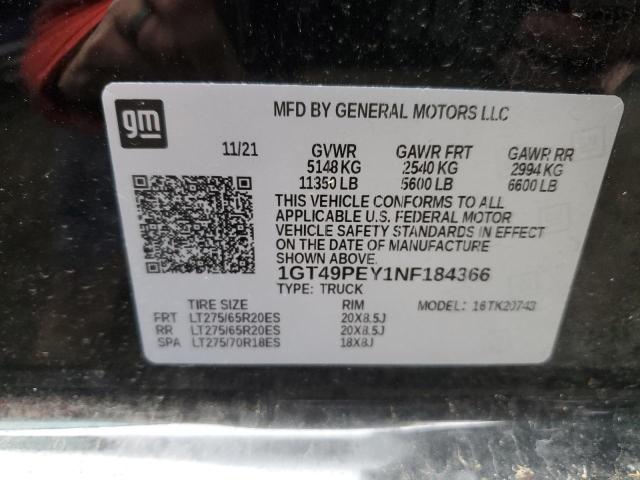 gm
MFD BY GENERAL MOTORS LLC
11/21 GVWR GAWR FRT GAWR RR
5148 KG 2540 KG 2994 KG
11350 LB 5600 LB 6600 LB
THIS VEHICLE CONFORMS TO ALL
APPLICABLE U.S. FEDERAL MOTOR
VEHICLE SAFETY STANDARDS IN EFFECT
ON THE DATE OF MANUFACTURE
SHOWN ABOVE.
1GT49PEY1NF184366
TYPE: TRUCK
TIRE SIZE RIM MODEL: 16TK20743
FRT LT275/65R20ES 20X8.5J
RR LT275/65R20ES 20X8.5J
SPA LT275/70R18ES 18X8J